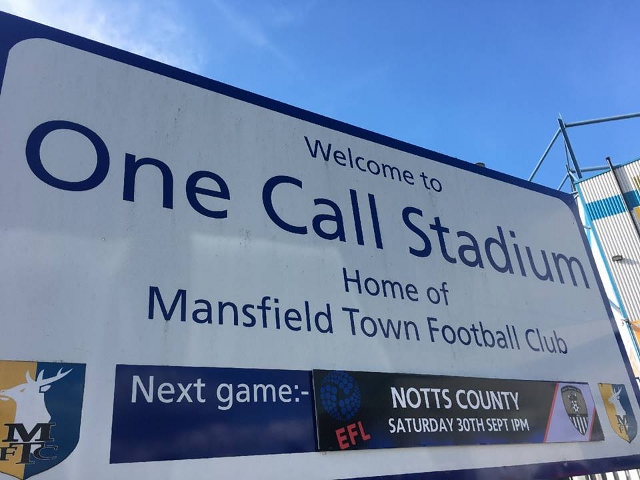 Welcome to
One Call Stadium
Home of
Mansfield Town Football Club
Next game:-
EFL
NOTTS COUNTY
SATURDAY 30TH SEPT 1PM
M
FTC